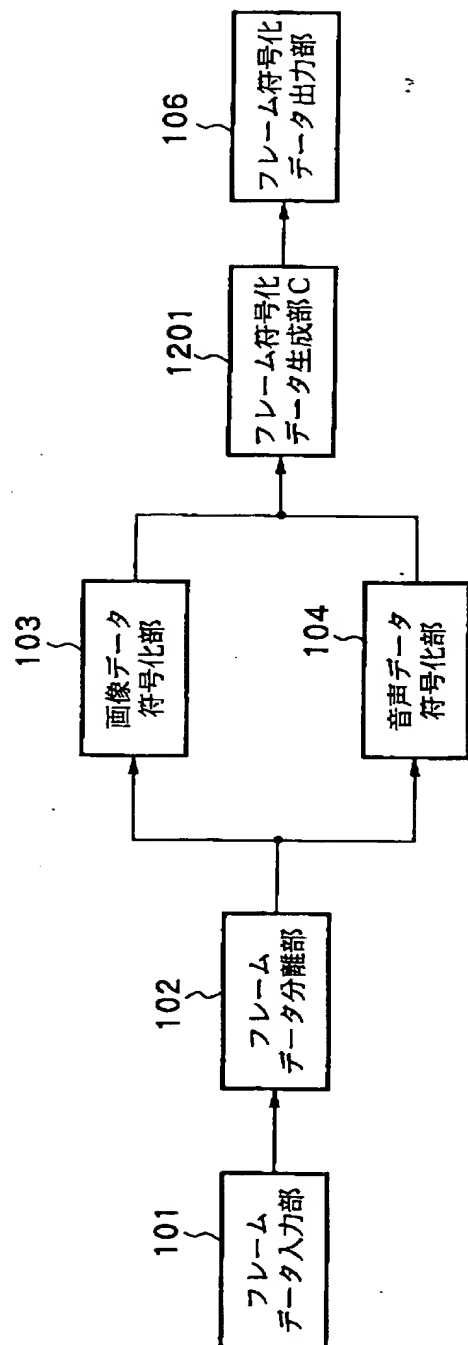 101
フレーム
データ入力部
102
フレーム
データ分離部
103
画像データ
符号化部
104
音声データ
符号化部
1201
フレーム符号化
データ生成部C
106
フレーム符号化
データ出力部